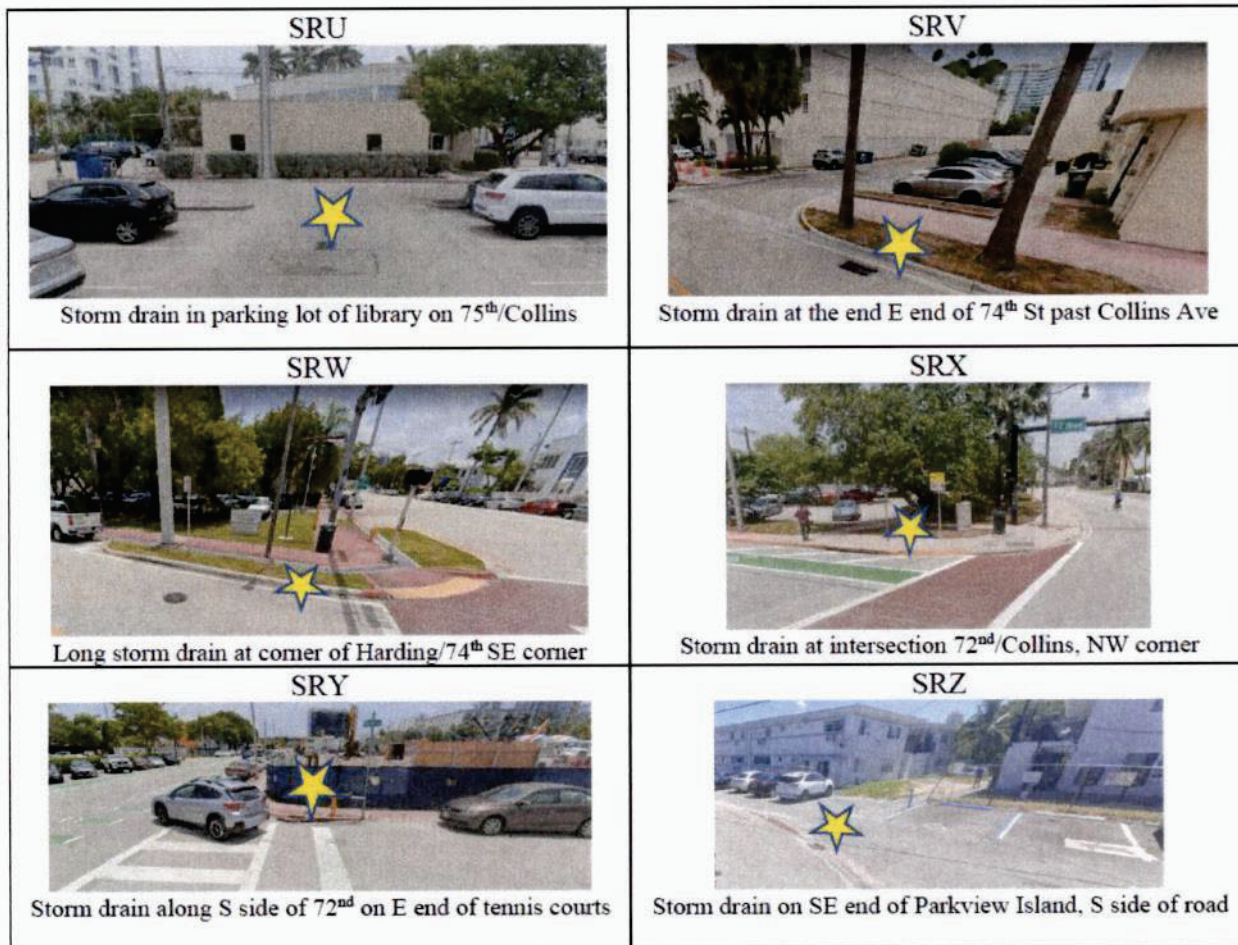 SRU
Storm drain in parking lot of library on 75th/Collins
SRV
Storm drain at the end E end of 74th St past Collins Ave
SRW
Long storm drain at corner of Harding/74th SE corner
SRX
Storm drain at intersection 72nd/Collins, NW corner
SRY
Storm drain along S side of 72nd on E end of tennis courts
SRZ
Storm drain on SE end of Parkview Island, S side of road